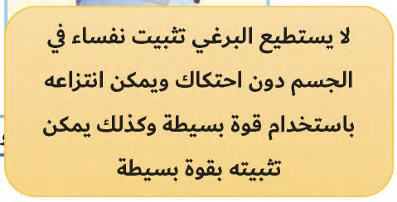 لا يستطيع البرغي تثبيت نفساء في
الجسم دون احتكاك ويمكن انتزاعه
باستخدام قوة بسيطة وكذلك يمكن
تثبيته بقوة بسيطة